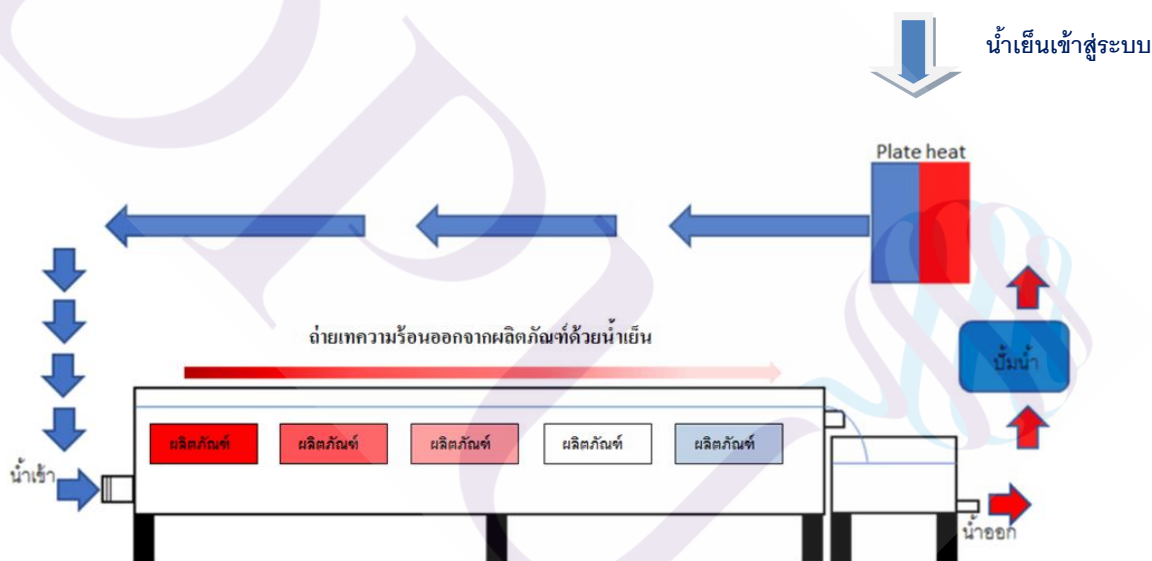 น้ำเย็นเข้าสู่ระบบ
Plate heat
ถ่ายเทความร้อนออกจากผลิตภัณฑ์ด้วยน้ำเย็น
ปั้มน้ำ
ผลิตภัณฑ์ ผลิตภัณฑ์ ผลิตภัณฑ์ ผลิตภัณฑ์ ผลิตภัณฑ์
น้ำเข้า
น้ำออก